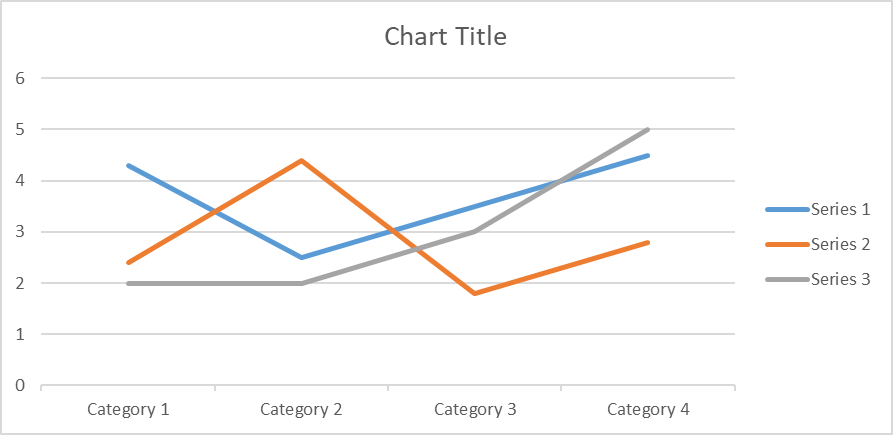 Chart Title
6
5
4
3
2
1
0
Category 1 Category 2 Category 3 Category 4
Series 1
Series 2
Series 3